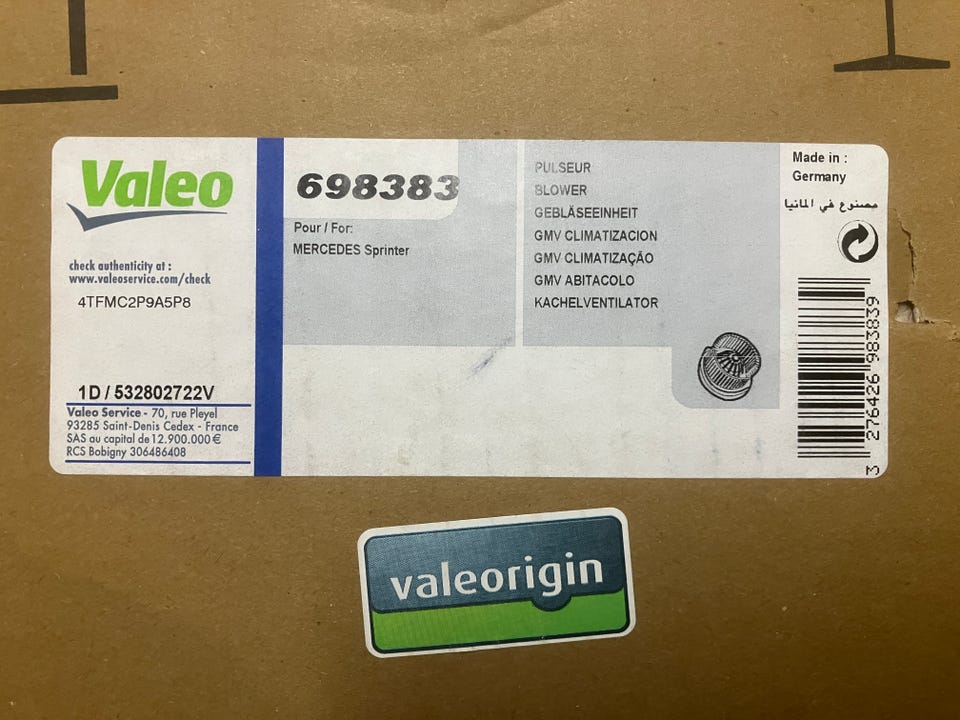 Valeo
check authenticity at :
www.valeoservice.com/check
4TFMC2P9A5P8
1D / 532802722V
Valeo Service - 70, rue Pleyel
93285 Saint-Denis Cedex - France
SAS au capital de 12.900.000 €
RCS Bobigny 306486408
698383
Pour / For:
MERCEDES Sprinter
PULSEUR
BLOWER
GEBLÄSEEINHEIT
GMV CLIMATIZACION
GMV CLIMATIZAÇÃO
GMV ABITACOLO
KACHELVENTILATOR
Made in :
Germany
مصنوع في المانيا
3 276426 983839
valeorigin